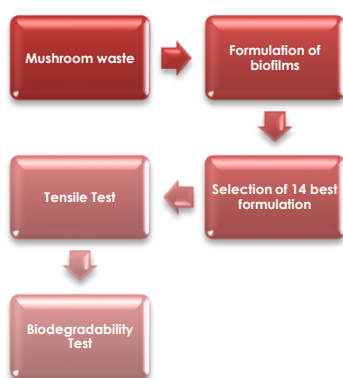 Mushroom waste
Formulation of
biofilms
Selection of 14 best
formulation
Tensile Test
Biodegradability
Test